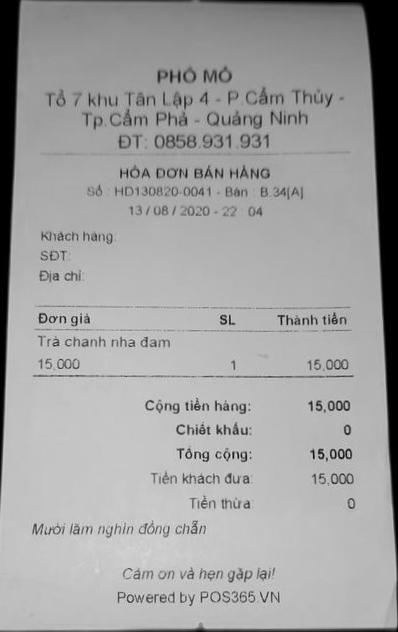 PHỐ MỎ
Tổ 7 khu Tân Lập 4 - P.Cẩm Thủy -
Tp.Cẩm Phả - Quảng Ninh
ĐT: 0858.931.931
HÓA ĐƠN BÁN HÀNG
Số : HD130820-0041 - Bàn : B.34[A]
13 / 08 / 2020 - 22 : 04
Khách hàng:
SĐT:
Địa chỉ:
Đơn giá SL Thành tiền
Trà chanh nha đam
15,000 1 15,000
Cộng tiền hàng: 15,000
Chiết khấu: 0
Tổng cộng: 15,000
Tiền khách đưa: 15,000
Tiền thừa: 0
Mười lăm nghìn đồng chẵn
Cảm ơn và hẹn gặp lại!
Powered by POS365.VN